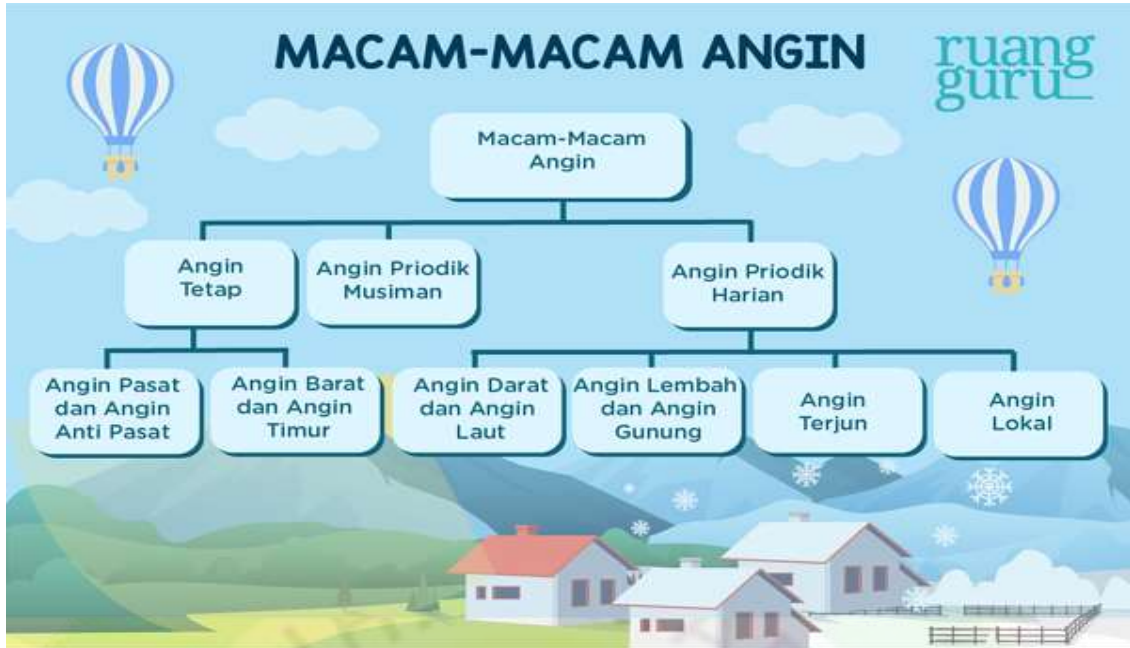 MACAM-MACAM ANGIN
ruang
guru
Macam-Macam
Angin
Angin
Tetap
Angin Priodik
Musiman
Angin Priodik
Harian
Angin Pasat
dan Angin
Anti Pasat
Angin Barat
dan Angin
Timur
Angin Darat
dan Angin
Laut
Angin Lembah
dan Angin
Gunung
Angin
Terjun
Angin
Lokal